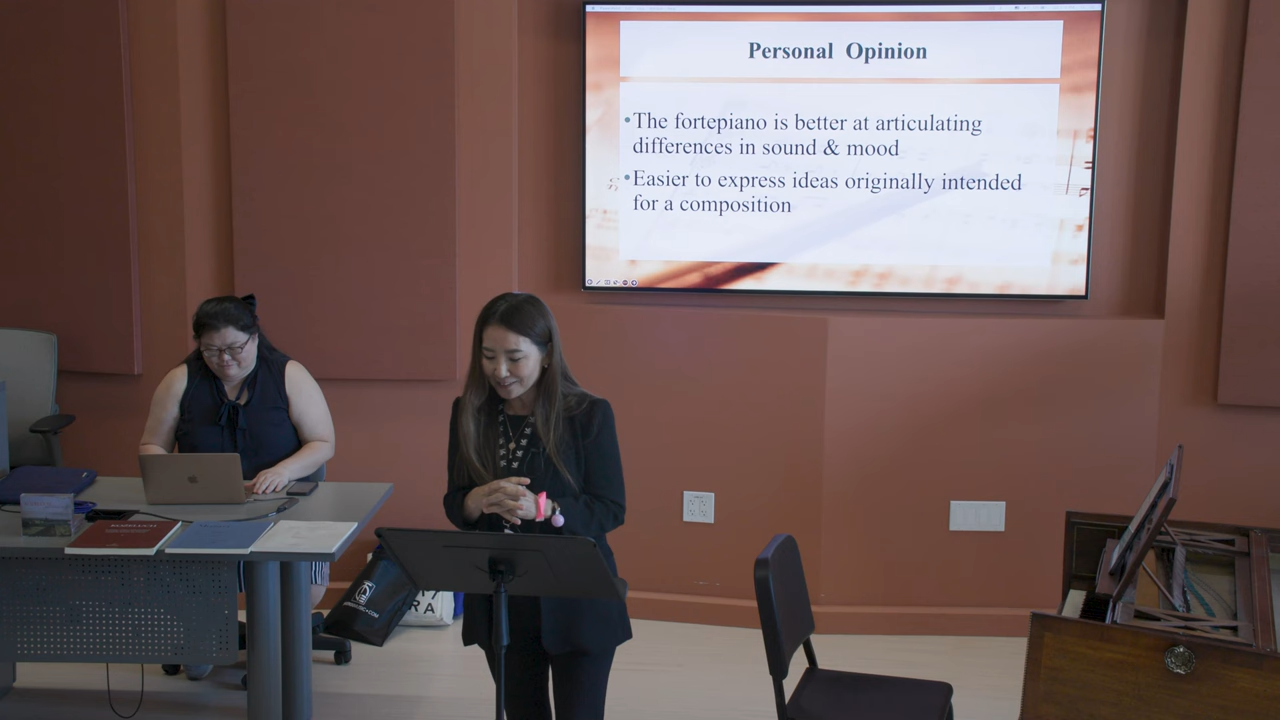 Personal Opinion
•The fortepiano is better at articulating
differences in sound & mood
•Easier to express ideas originally intended
for a composition